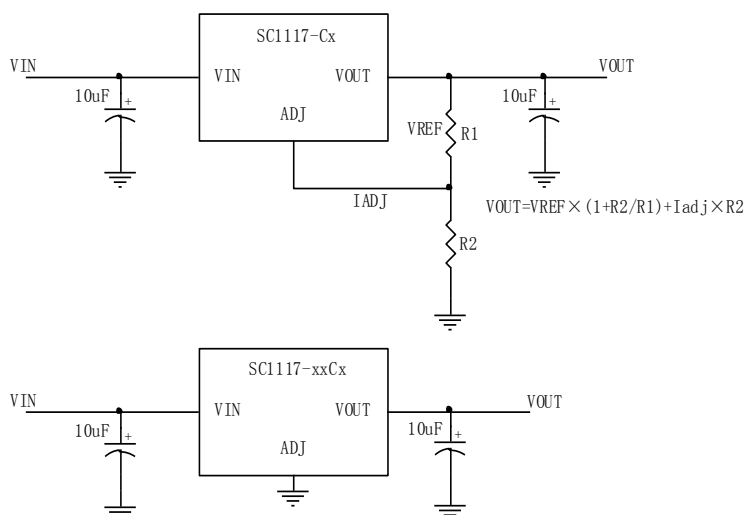 SC1117-Cx
VIN
VIN
VOUT
VOUT
10uF
+
10uF
+
ADJ
VREF
R1
IADJ
VOUT=VREF×(1+R2/R1)+Iadj×R2
R2
SC1117-xxCx
VIN
VIN
VOUT
VOUT
10uF
+
10uF
+
ADJ